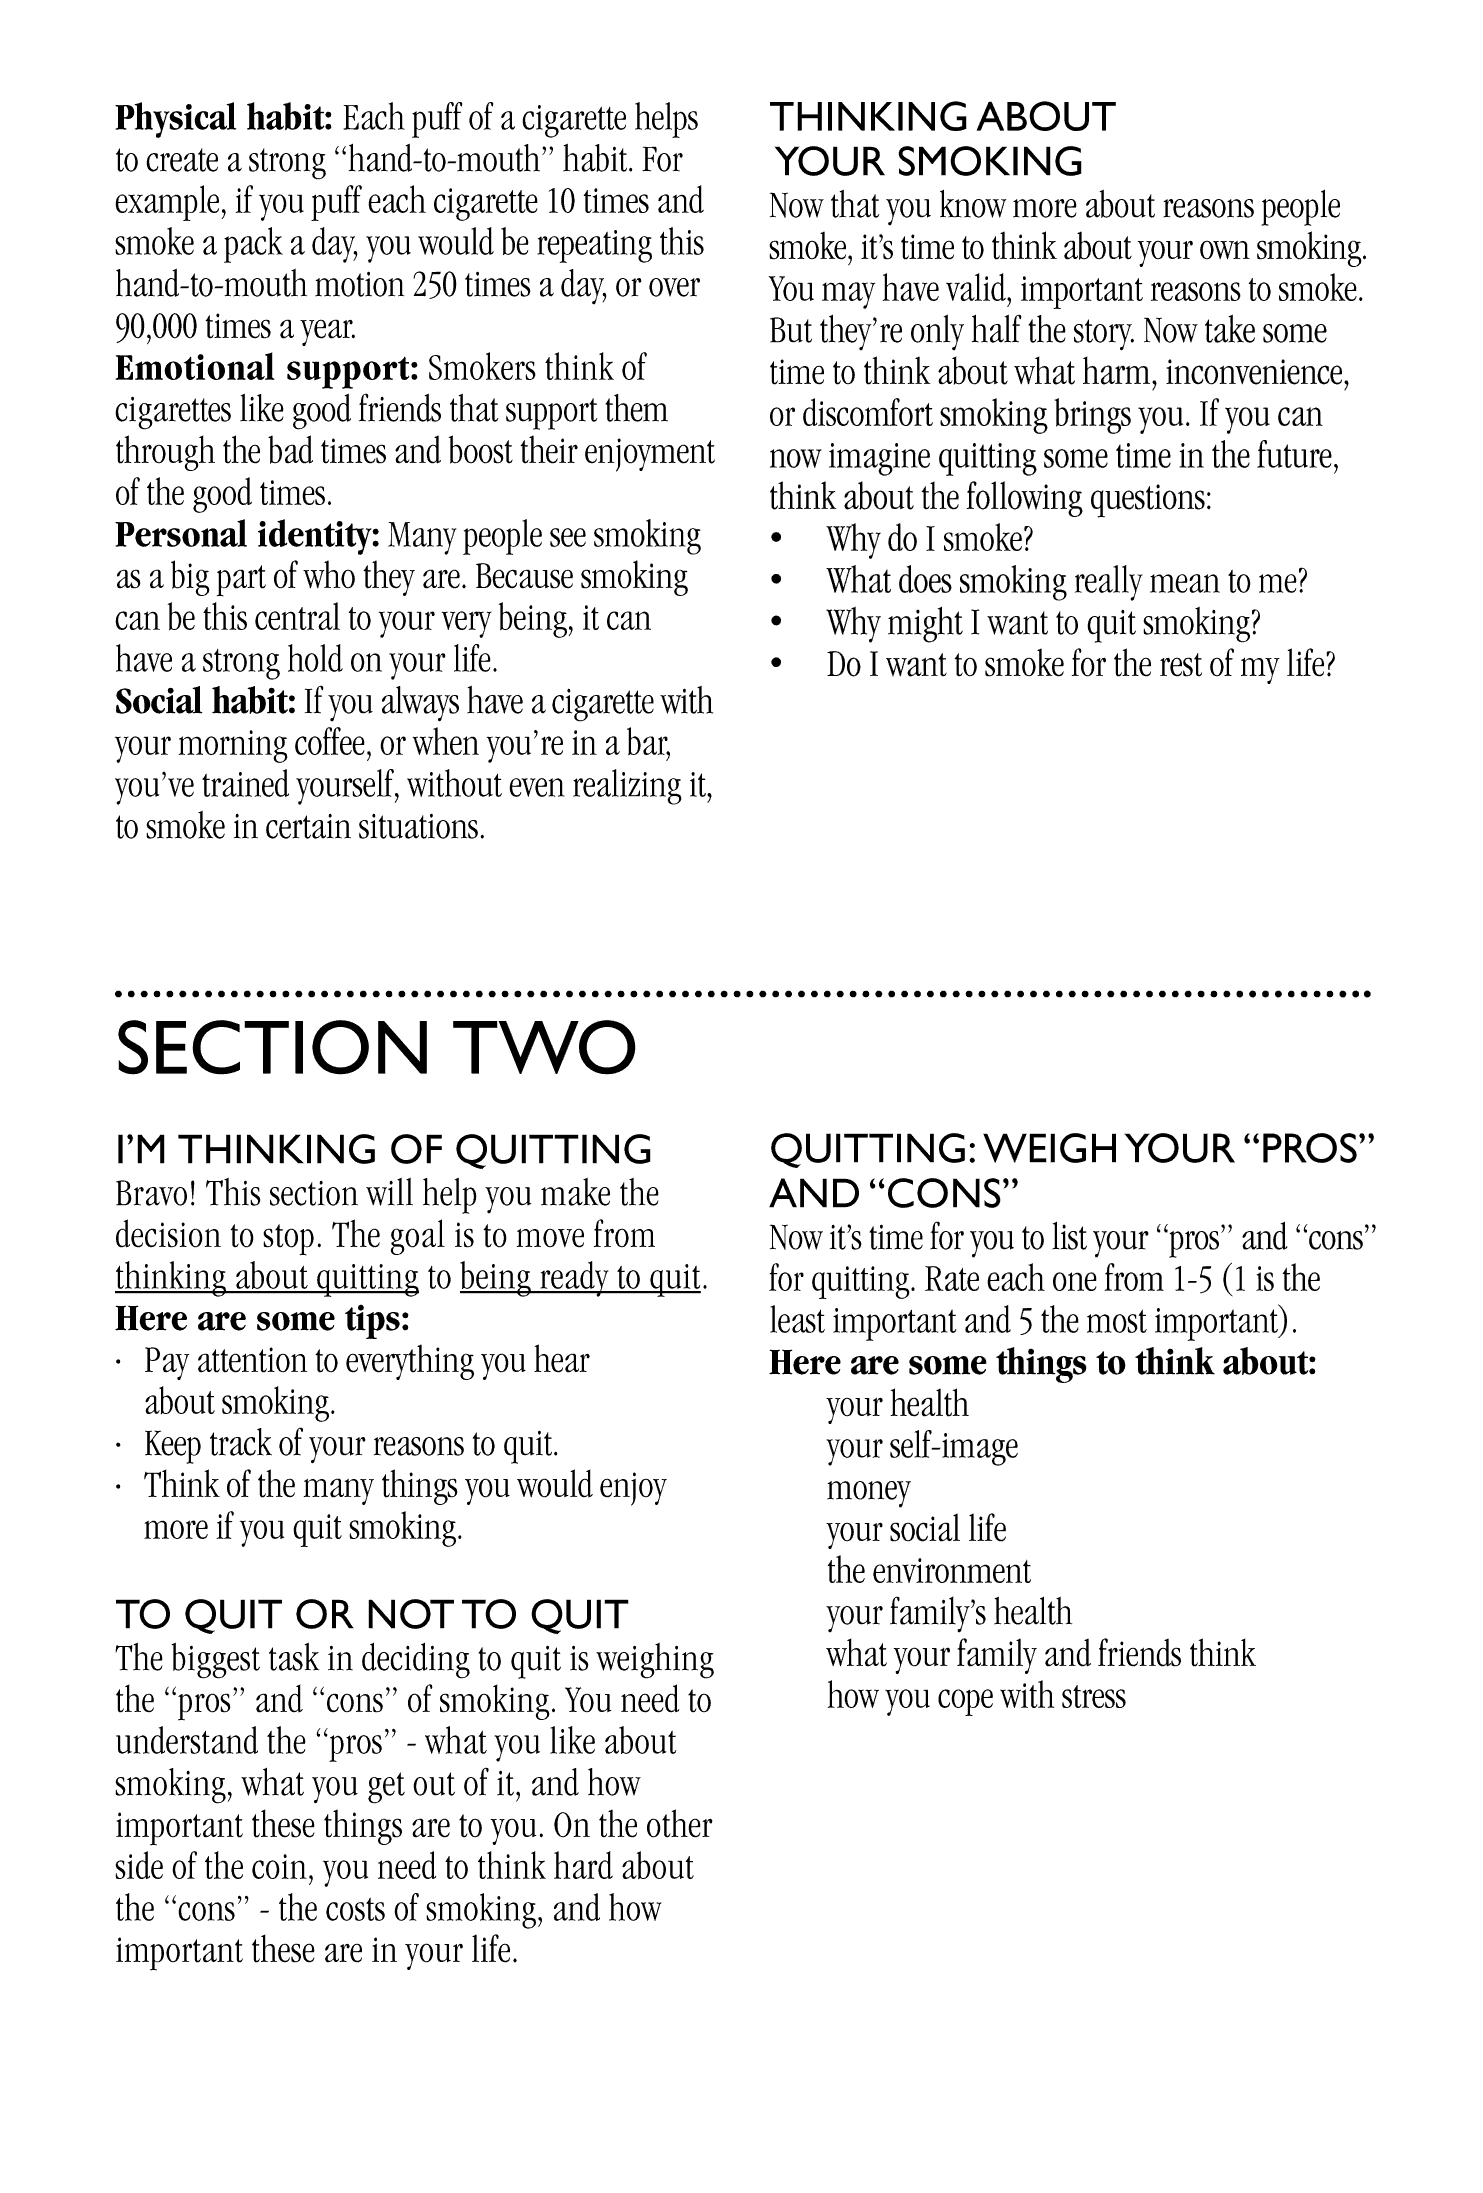 Physical habit: Each puff of a cigarette helps
to create a strong “hand-to-mouth” habit. For
example, if you puff each cigarette 10 times and
smoke a pack a day, you would be repeating this
hand-to-mouth motion 250 times a day, or over
90,000 times a year.
Emotional support: Smokers think of
cigarettes like good friends that support them
through the bad times and boost their enjoyment
of the good times.
Personal identity: Many people see smoking
as a big part of who they are. Because smoking
can be this central to your very being, it can
have a strong hold on your life.
Social habit: If you always have a cigarette with
your morning coffee, or when you’re in a bar,
you’ve trained yourself, without even realizing it,
to smoke in certain situations.
THINKING ABOUT
YOUR SMOKING
Now that you know more about reasons people
smoke, it’s time to think about your own smoking.
You may have valid, important reasons to smoke.
But they’re only half the story. Now take some
time to think about what harm, inconvenience,
or discomfort smoking brings you. If you can
now imagine quitting some time in the future,
think about the following questions:
• Why do I smoke?
• What does smoking really mean to me?
• Why might I want to quit smoking?
• Do I want to smoke for the rest of my life?
SECTION TWO
I’M THINKING OF QUITTING
Bravo! This section will help you make the
decision to stop. The goal is to move from
thinking about quitting to being ready to quit.
Here are some tips:
· Pay attention to everything you hear
about smoking.
· Keep track of your reasons to quit.
· Think of the many things you would enjoy
more if you quit smoking.
TO QUIT OR NOT TO QUIT
The biggest task in deciding to quit is weighing
the “pros” and “cons” of smoking. You need to
understand the “pros” - what you like about
smoking, what you get out of it, and how
important these things are to you. On the other
side of the coin, you need to think hard about
the “cons” - the costs of smoking, and how
important these are in your life.
QUITTING: WEIGH YOUR “PROS”
AND “CONS”
Now it’s time for you to list your “pros” and “cons”
for quitting. Rate each one from 1-5 (1 is the
least important and 5 the most important).
Here are some things to think about:
your health
your self-image
money
your social life
the environment
your family’s health
what your family and friends think
how you cope with stress